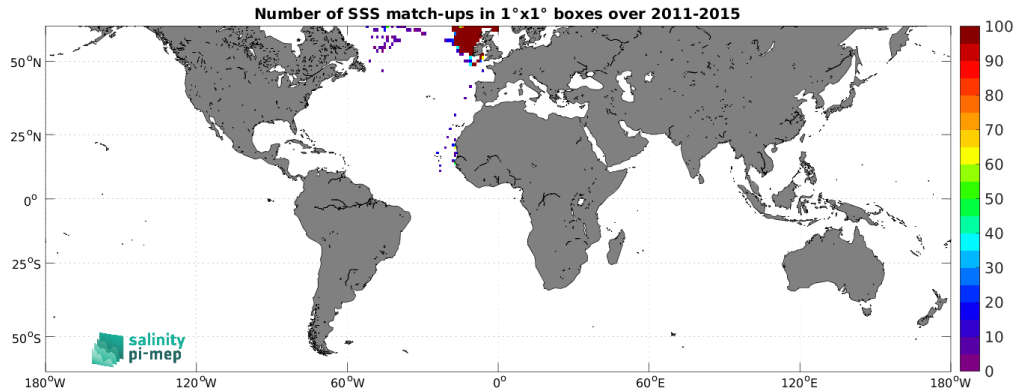 Number of SSS match-ups in 1°x1° boxes over 2011-2015
50°N
25°N
0°
25°S
50°S
180°W
120°W
60°W
0°
60°E
120°E
180°W
100
90
80
70
60
50
40
30
20
10
0
salinity
pi-mep